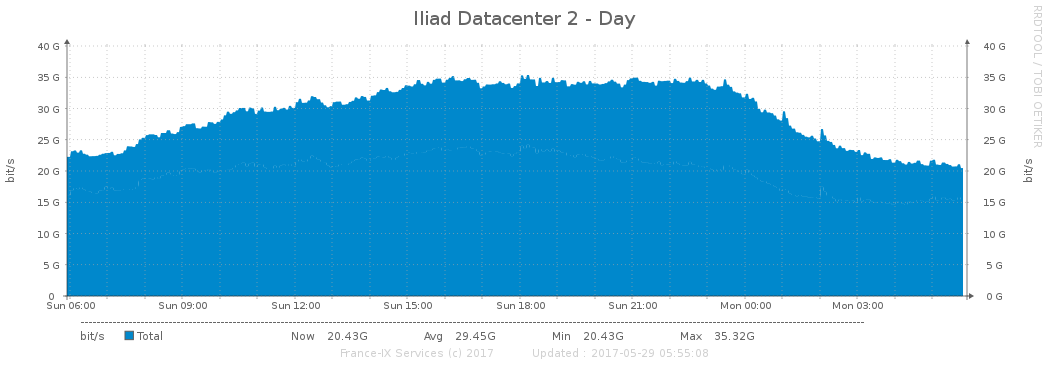 Iliad Datacenter 2 - Day
RRDTOOL / TOBI OETIKER
40 G 40 G
35 G 35 G
30 G 30 G
25 G 25 G
20 G 20 G
15 G 15 G
10 G 10 G
5 G 5 G
0 0 G
bit/s bit/s
Sun 06:00 Sun 09:00 Sun 12:00 Sun 15:00 Sun 18:00 Sun 21:00 Mon 00:00 Mon 03:00
bit/s Total Now 20.43G Avg 29.45G Min 20.43G Max 35.32G
France-IX Services (c) 2017 Updated : 2017-05-29 05:55:08